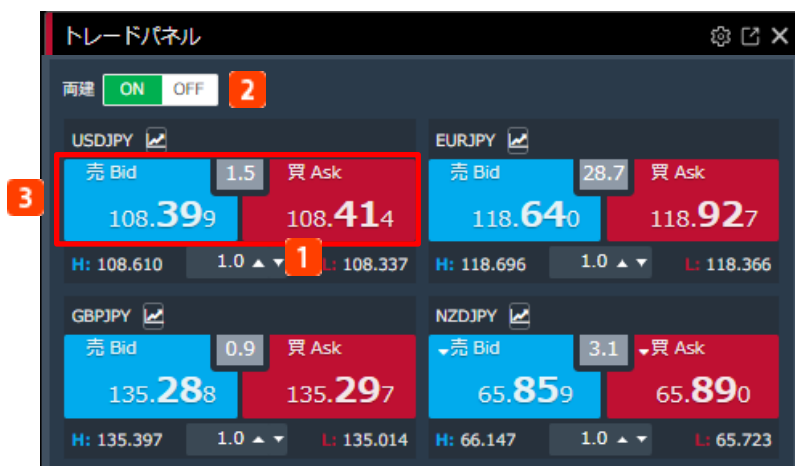 トレードパネル
両建 ON OFF 2
USDJPY
売 Bid 1.5 買 Ask
3
108.399 108.414
H: 108.610 1.0 1 L: 108.337
EURJPY
売 Bid 28.7 買 Ask
118.640 118.927
H: 118.696 1.0 L: 118.366
GBPJPY
売 Bid 0.9 買 Ask
135.288 135.297
H: 135.397 1.0 L: 135.014
NZDJPY
売 Bid 3.1 買 Ask
65.859 65.890
H: 66.147 1.0 L: 65.723